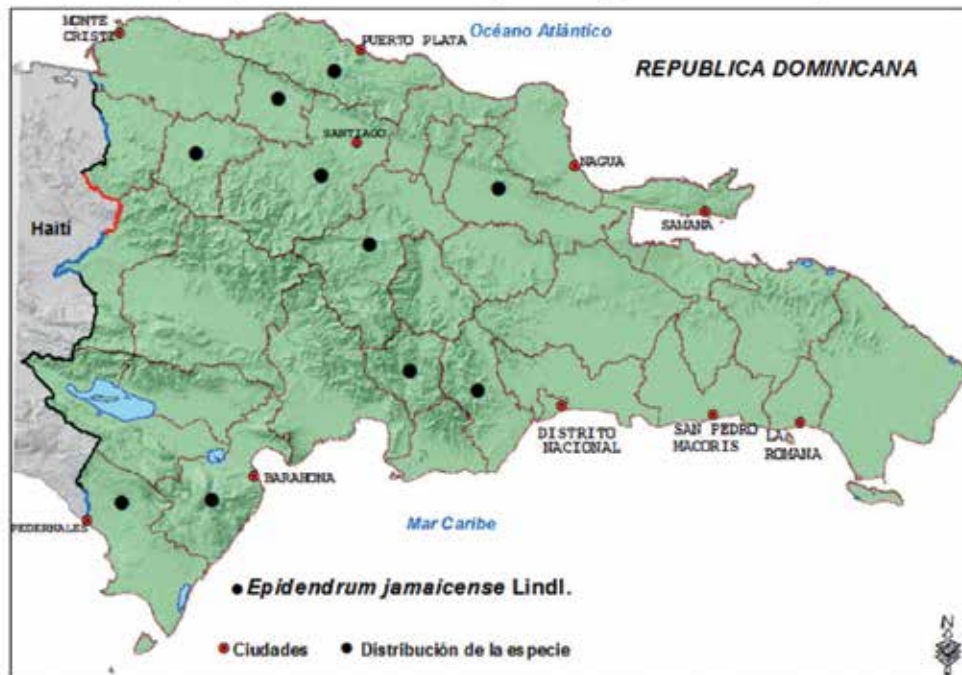 MONTE
CRISTI
PUERTO PLATA
Océano Atlántico
REPUBLICA DOMINICANA
SANTIAGO
NAGUA
SAMANA
Haití
DISTRITO
NACIONAL
SAN PEDRO
MACORIS
LA
ROMANA
BARAHONA
PEDERNALES
Mar Caribe
Epidendrum jamaicense Lindl.
Ciudades
Distribución de la especie
N